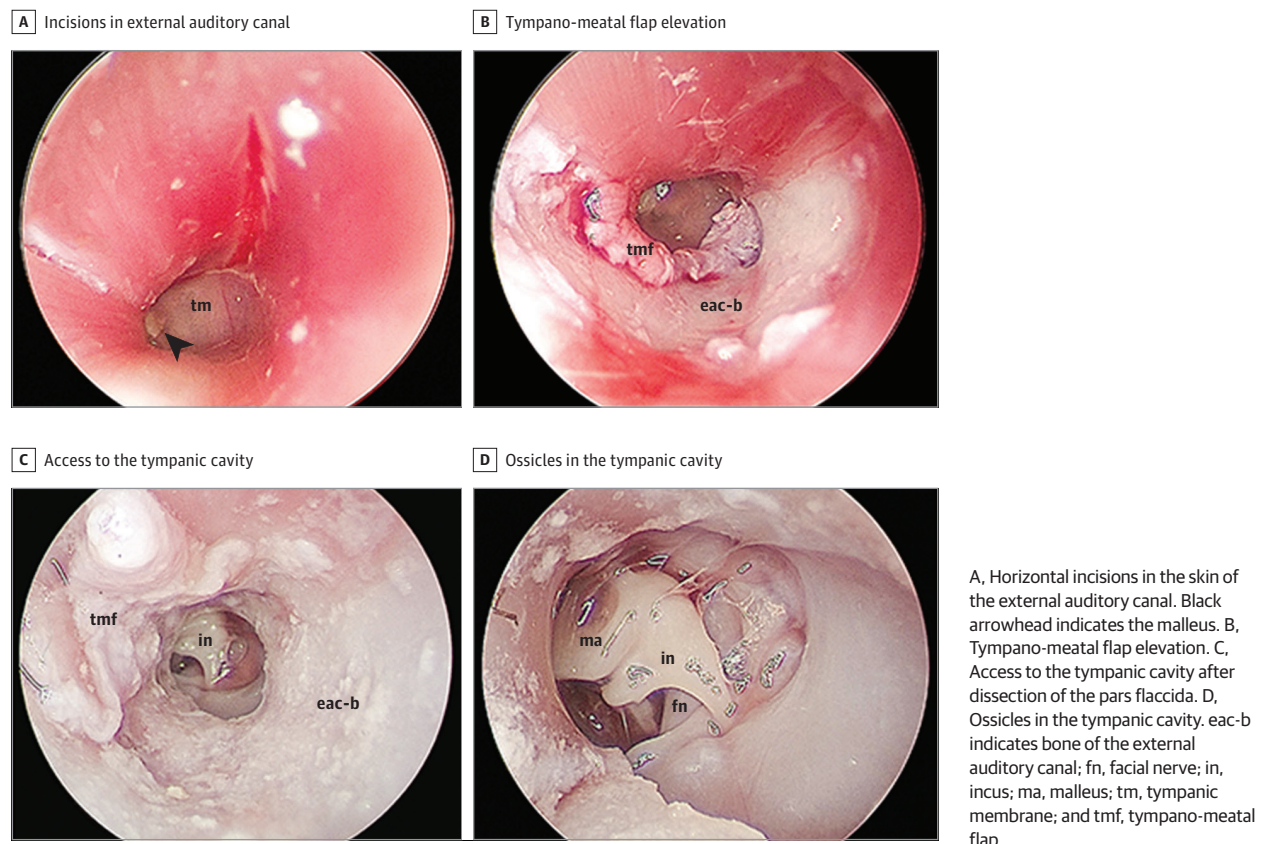 A Incisions in external auditory canal
B Tympano-meatal flap elevation
tm
tmf
eac-b
C Access to the tympanic cavity
D Ossicles in the tympanic cavity
tmf
in
eac-b
ma
in
fn
A, Horizontal incisions in the skin of
the external auditory canal. Black
arrowhead indicates the malleus. B,
Tympano-meatal flap elevation. C,
Access to the tympanic cavity after
dissection of the pars flaccida. D,
Ossicles in the tympanic cavity. eac-b
indicates bone of the external
auditory canal; fn, facial nerve; in,
incus; ma, malleus; tm, tympanic
membrane; and tmf, tympano-meatal
flap